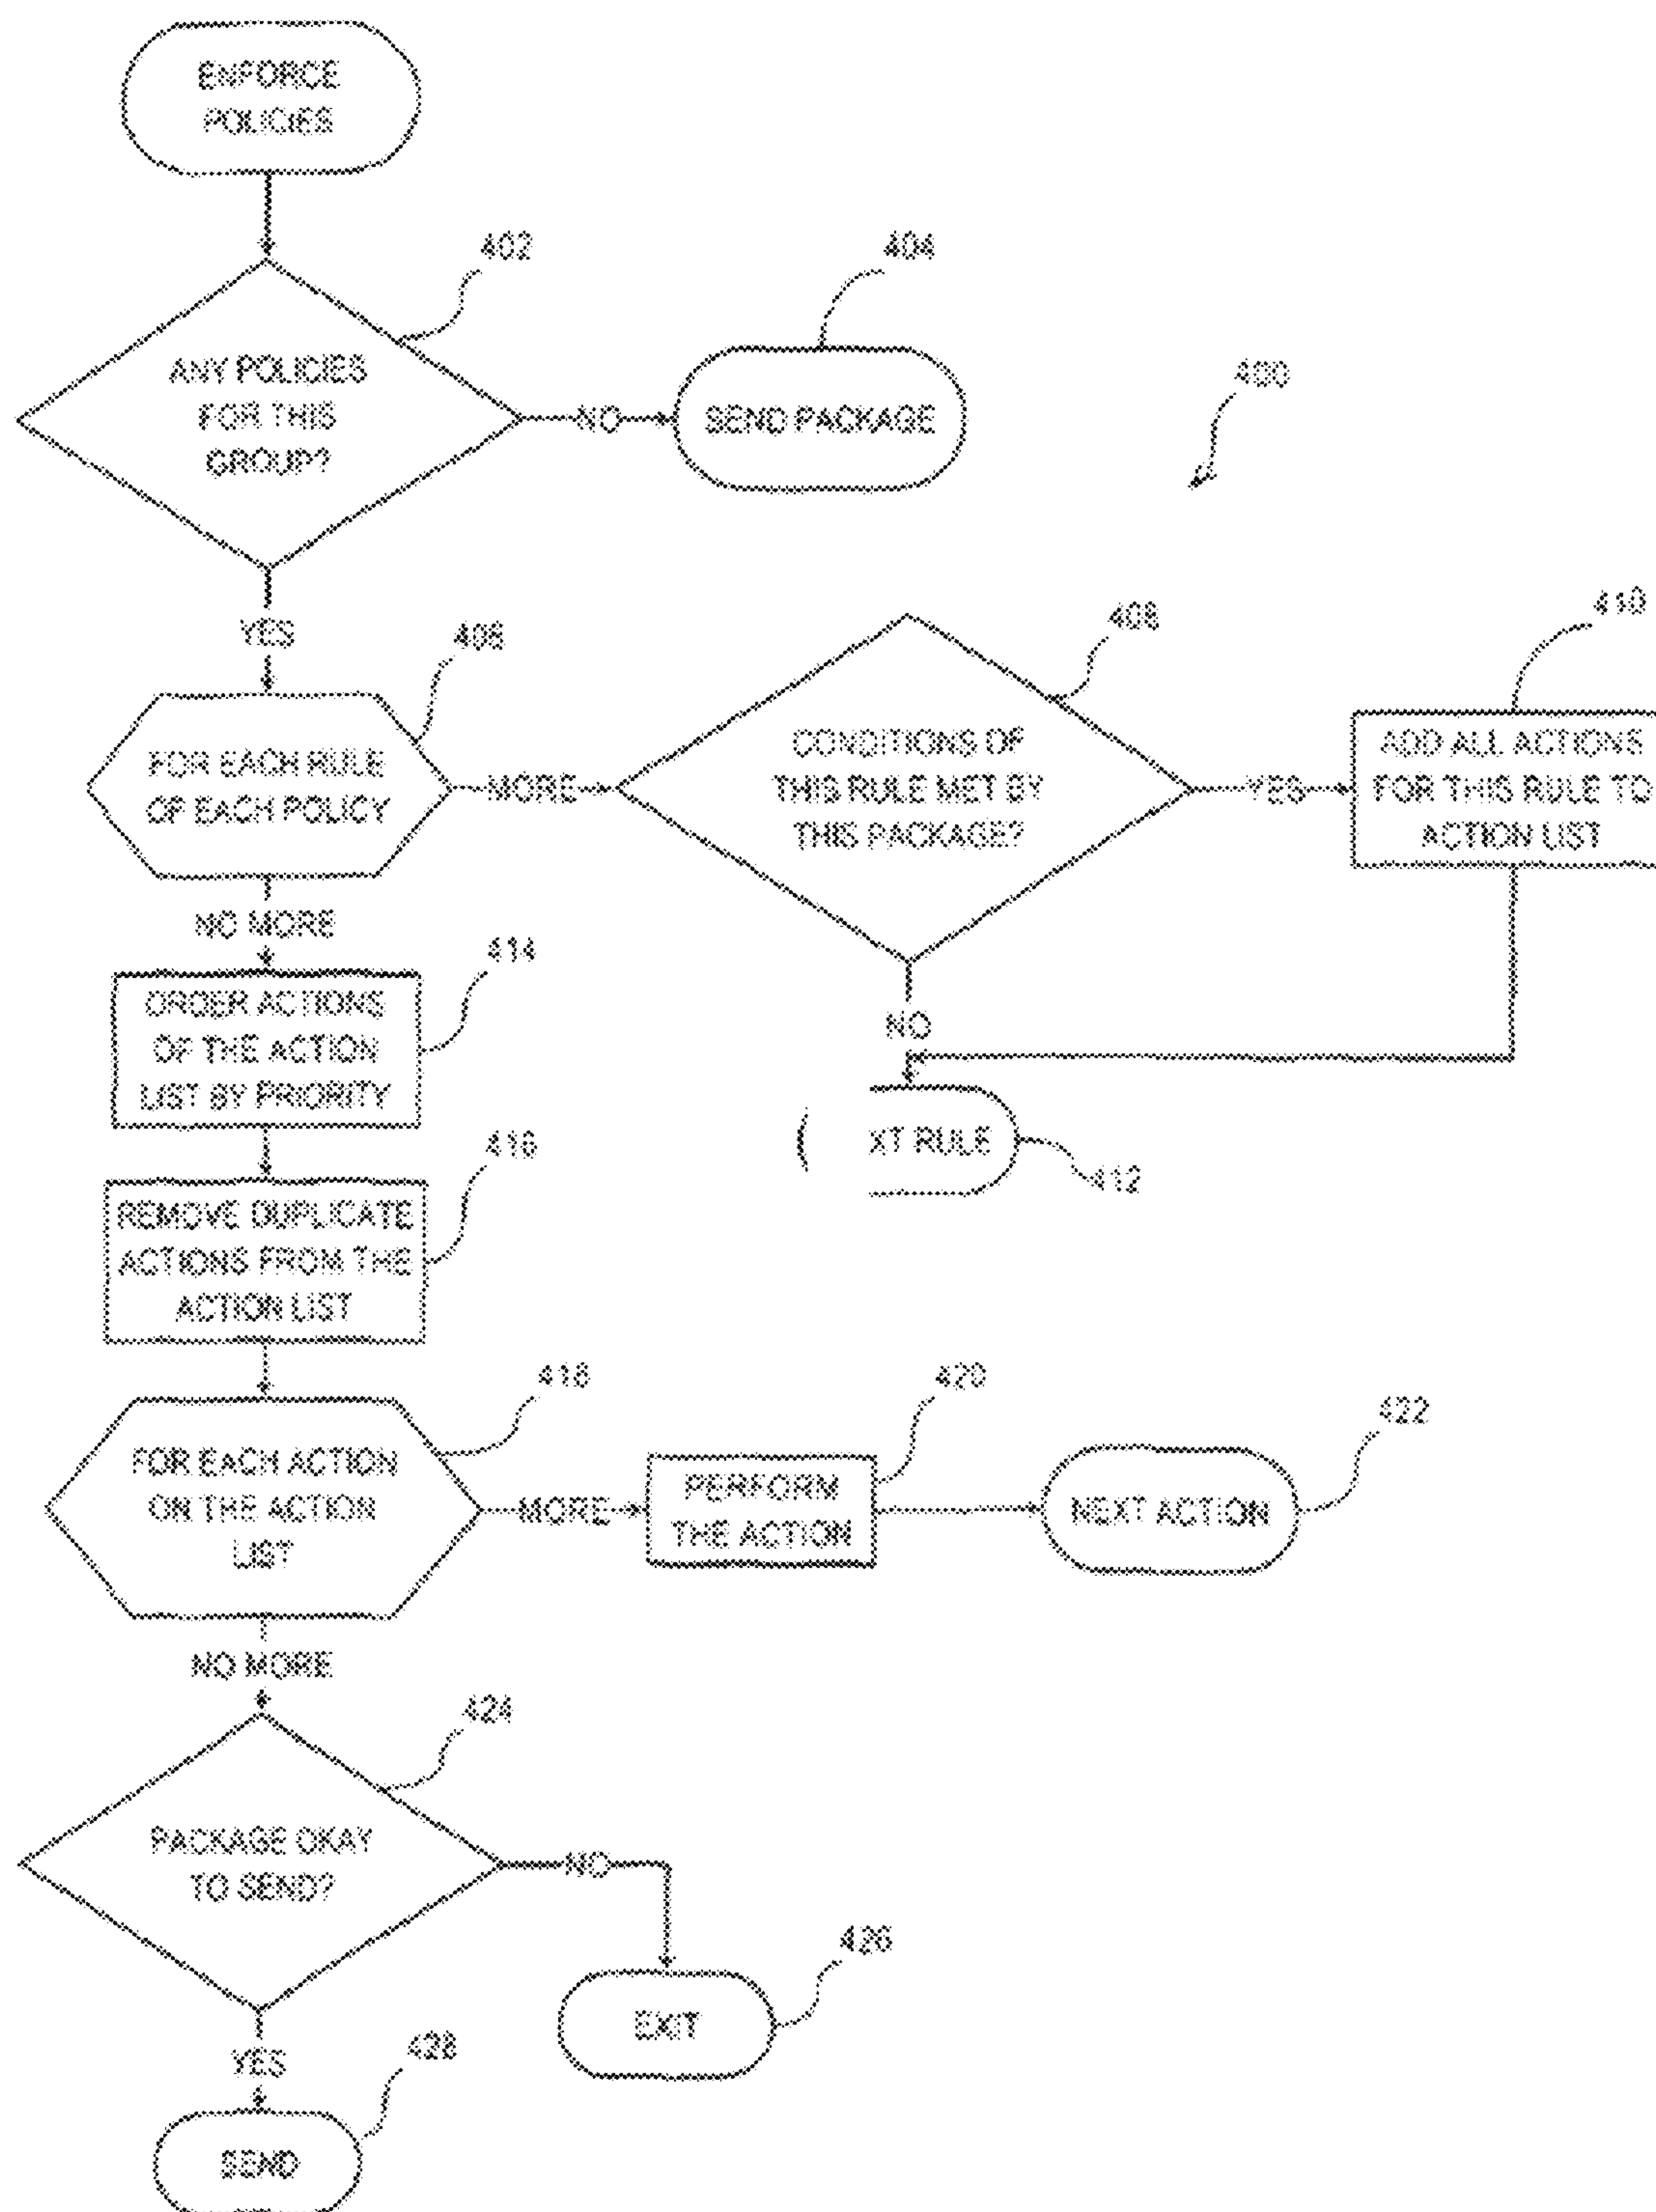 ENFORCE
POLICIES
402
404
ANY POLICIES
FOR THIS
GROUP?
NO
SEND PACKAGE
400
YES
406
408
410
FOR EACH RULE
OF EACH POLICY
MORE
CONDITIONS OF
THIS RULE MET BY
THIS PACKAGE?
YES
ADD ALL ACTIONS
FOR THIS RULE TO
ACTION LIST
NO MORE
414
ORDER ACTIONS
OF THE ACTION
LIST BY PRIORITY
NO
XT RULE
412
416
REMOVE DUPLICATE
ACTIONS FROM THE
ACTION LIST
418
420
422
FOR EACH ACTION
ON THE ACTION
LIST
MORE
PERFORM
THE ACTION
NEXT ACTION
NO MORE
424
PACKAGE OKAY
TO SEND?
NO
426
EXIT
YES
428
SEND